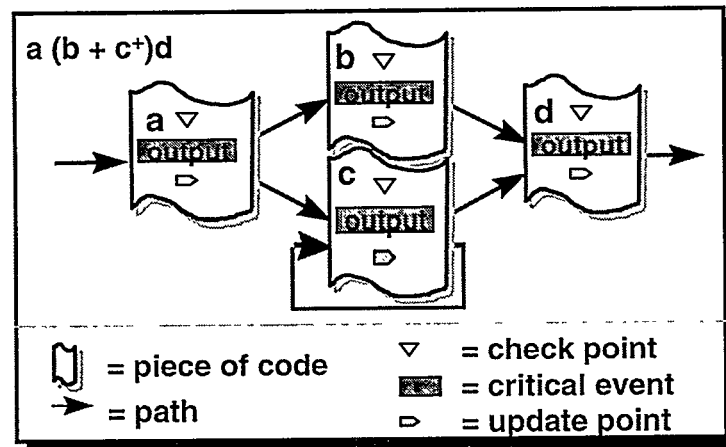 a (b + c⁺)d
b
output
a
output
d
output
c
output
= piece of code
= path
= check point
= critical event
= update point